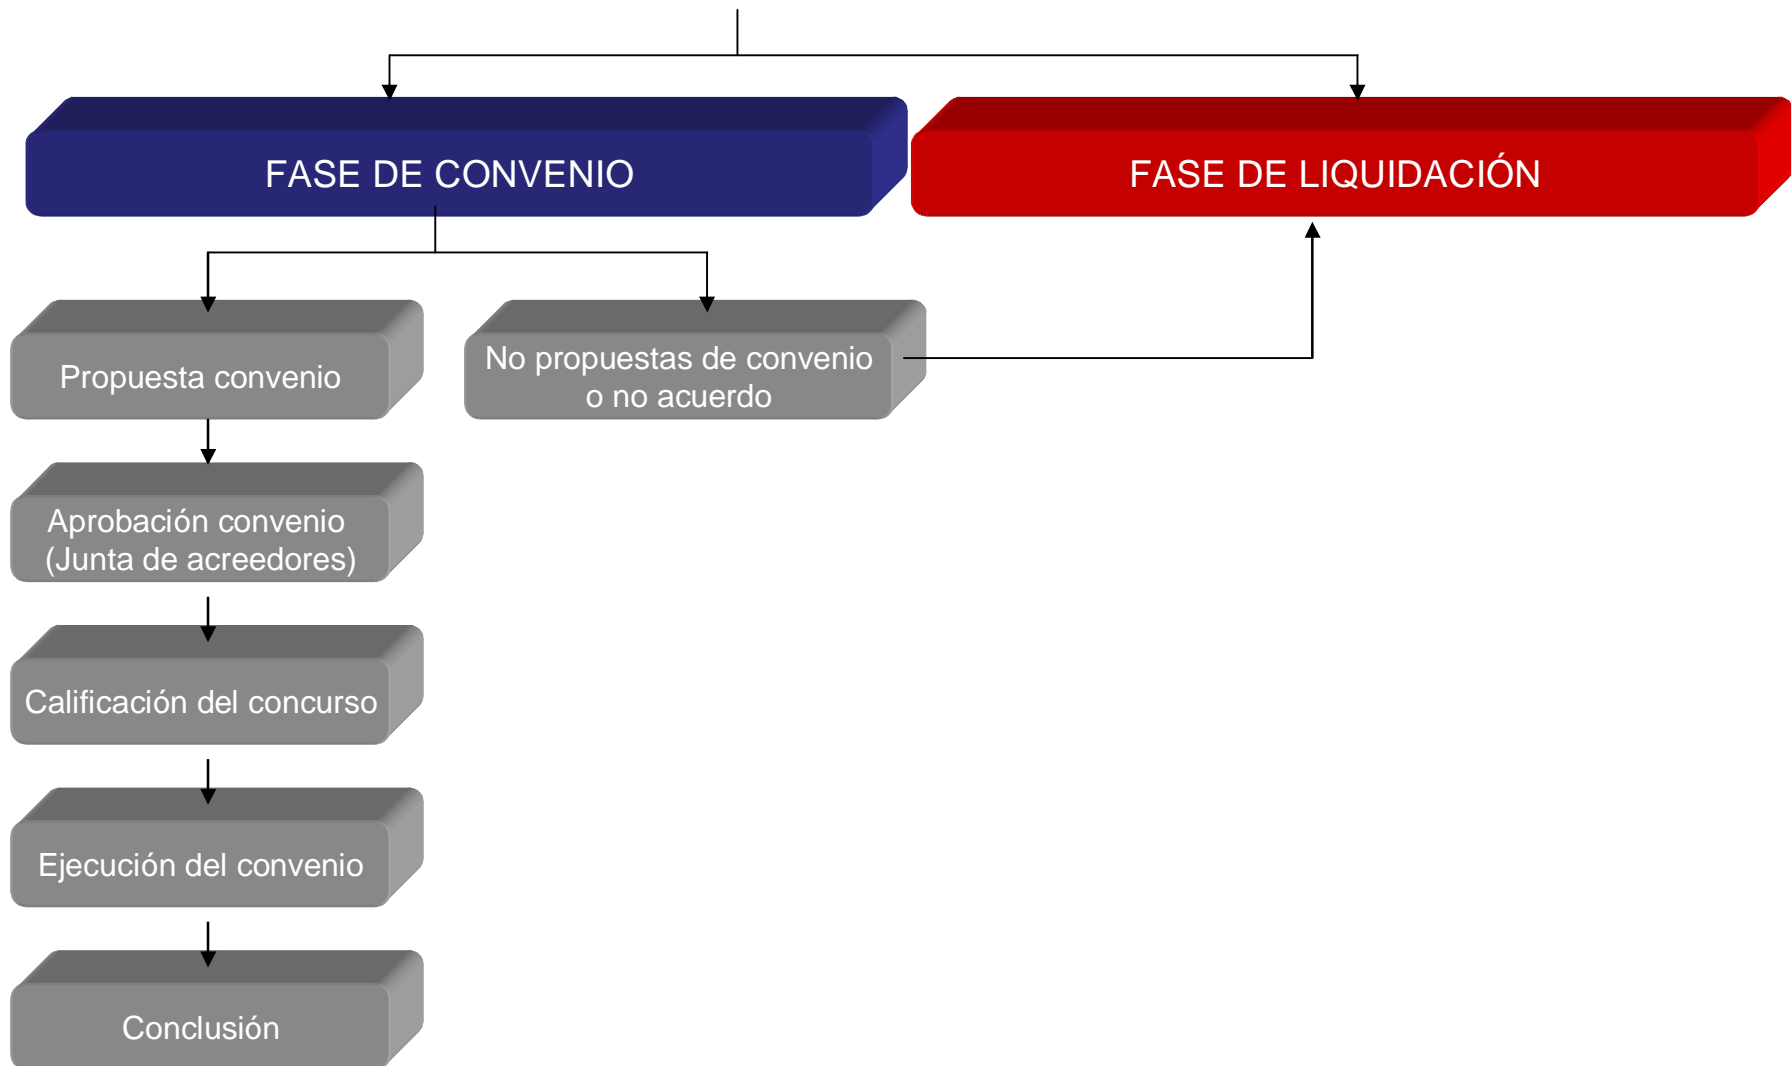 FASE DE CONVENIO
FASE DE LIQUIDACIÓN
Propuesta convenio
No propuestas de convenio
o no acuerdo
Aprobación convenio
(Junta de acreedores)
Calificación del concurso
Ejecución del convenio
Conclusión